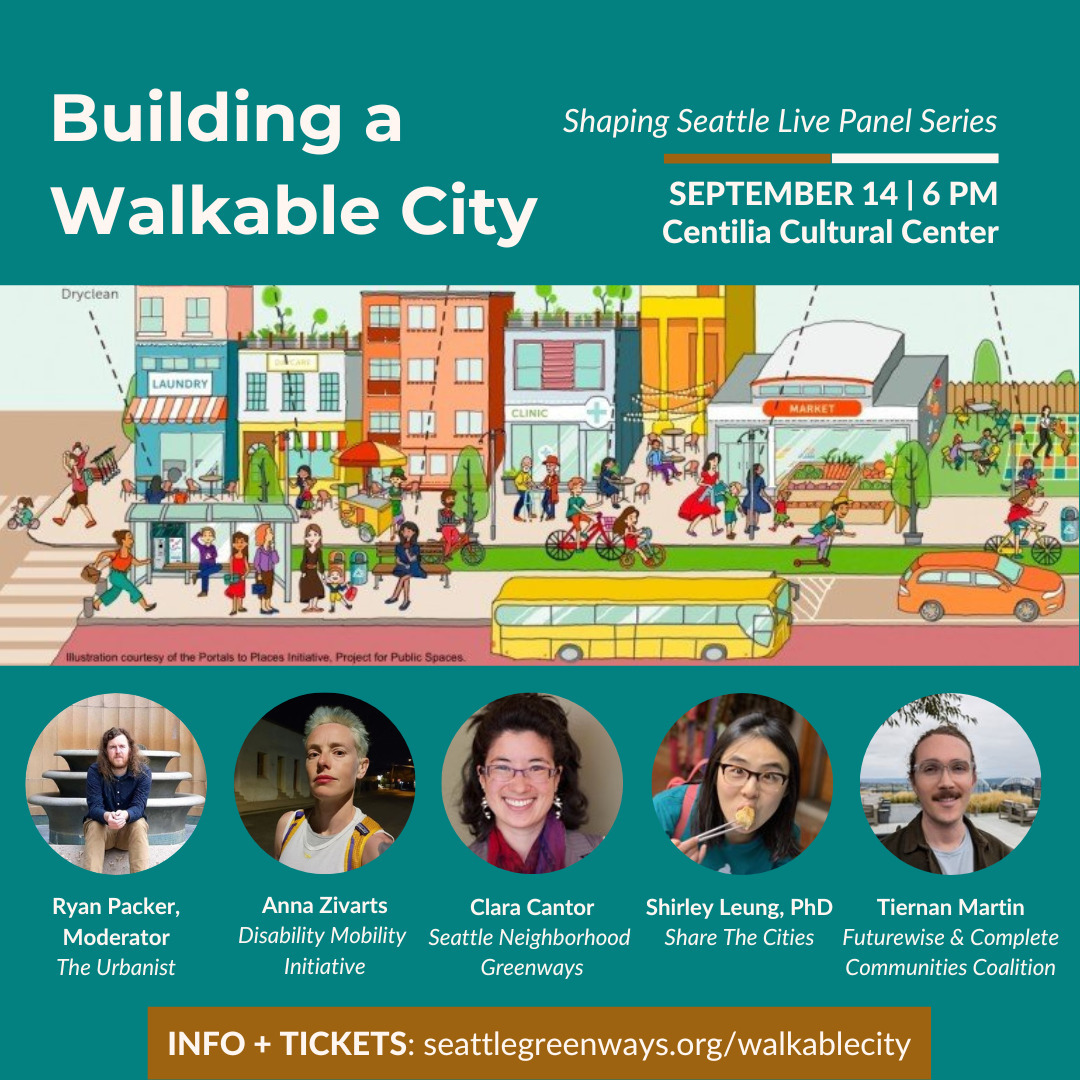 Building a
Walkable City
Shaping Seattle Live Panel Series
SEPTEMBER 14 | 6 PM
Centilia Cultural Center
Dryclean
LAUNDRY
DAYCARE
CLINIC
MARKET
Illustration courtesy of the Portals to Places Initiative, Project for Public Spaces.
Ryan Packer,
Moderator
The Urbanist
Anna Zivarts
Disability Mobility
Initiative
Clara Cantor
Seattle Neighborhood
Greenways
Shirley Leung, PhD
Share The Cities
Tiernan Martin
Futurewise & Complete
Communities Coalition
INFO + TICKETS: seattlegreenways.org/walkablecity